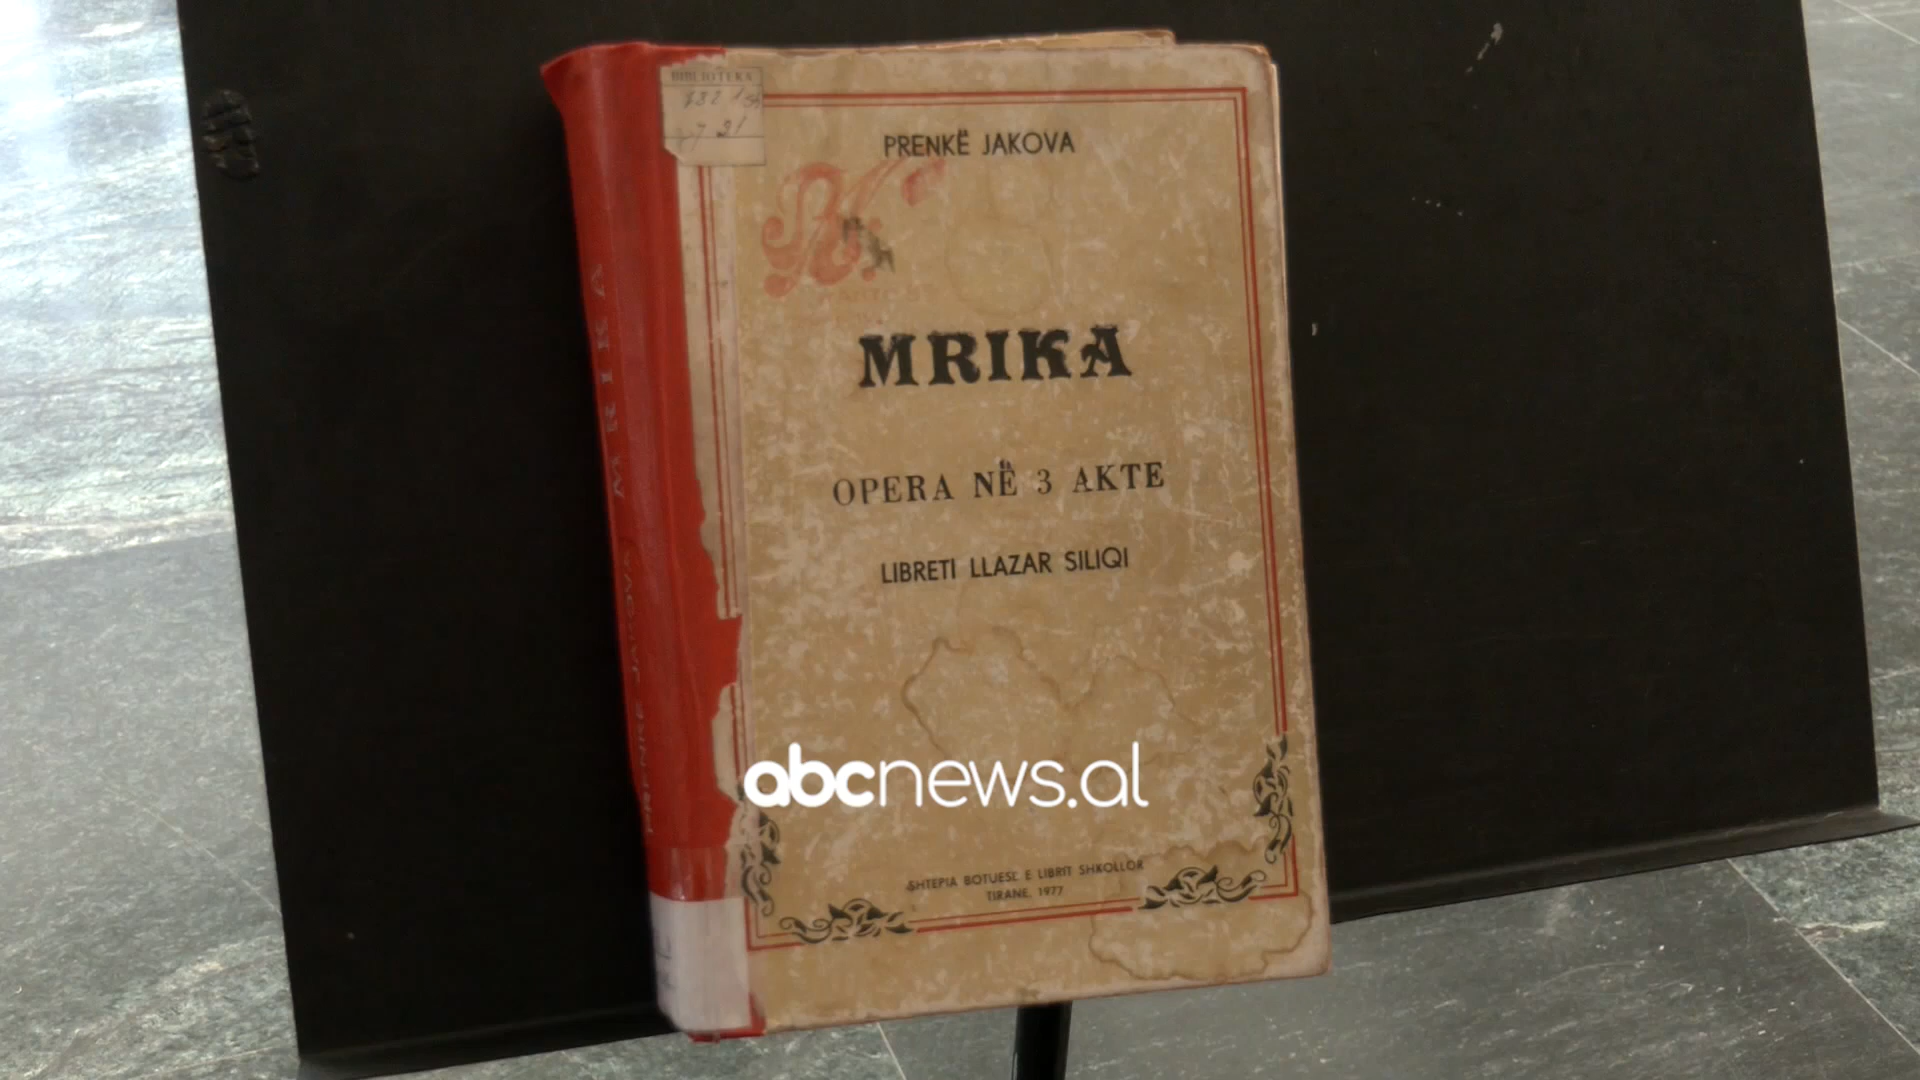 BIBLIOTEKA
PRENKË JAKOVA
MRIKA
OPERA NË 3 AKTE
LIBRETI LLAZAR SILIQI
abcnews.al
SHTEPIA BOTUESE E LIBRIT SHKOLLOR
TIRANE, 1977
MRIKA
PRENKË JAKOVA